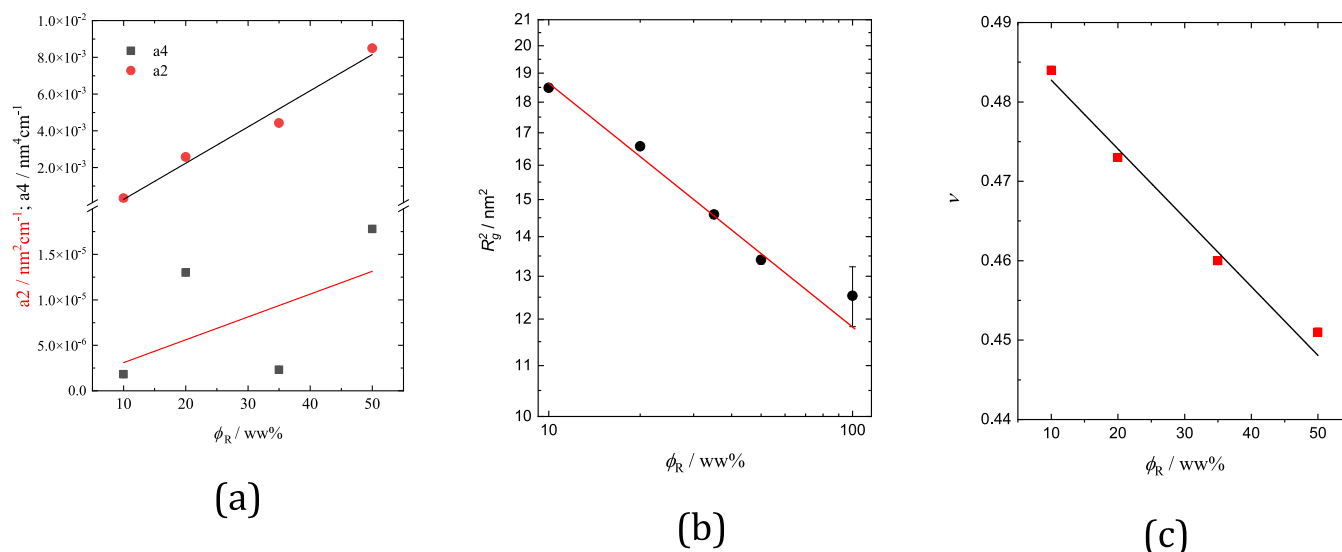 1.0×10⁻²
8.0×10⁻³
6.0×10⁻³
4.0×10⁻³
2.0×10⁻³
1.5×10⁻⁵
1.0×10⁻⁵
5.0×10⁻⁶
0.0
a2 / nm²cm⁻¹; a4 / nm⁴cm⁻¹
a4
a2
10 20 30 40 50
ϕR / ww%
(a)
20
19
18
17
16
15
14
13
12
11
10
Rg² / nm²
10 100
ϕR / ww%
(b)
0.49
0.48
0.47
0.46
0.45
0.44
ν
10 20 30 40 50
ϕR / ww%
(c)